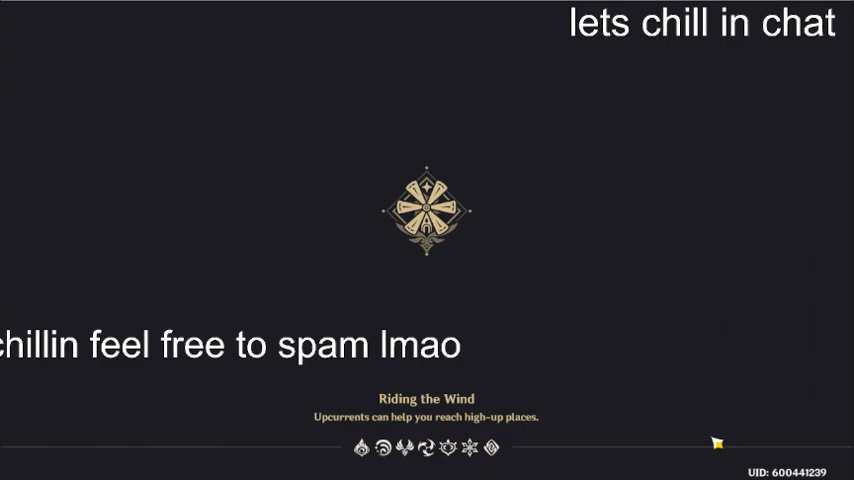 lets chill in chat
chillin feel free to spam lmao
Riding the Wind
Upcurrents can help you reach high-up places.
UID: 600441239